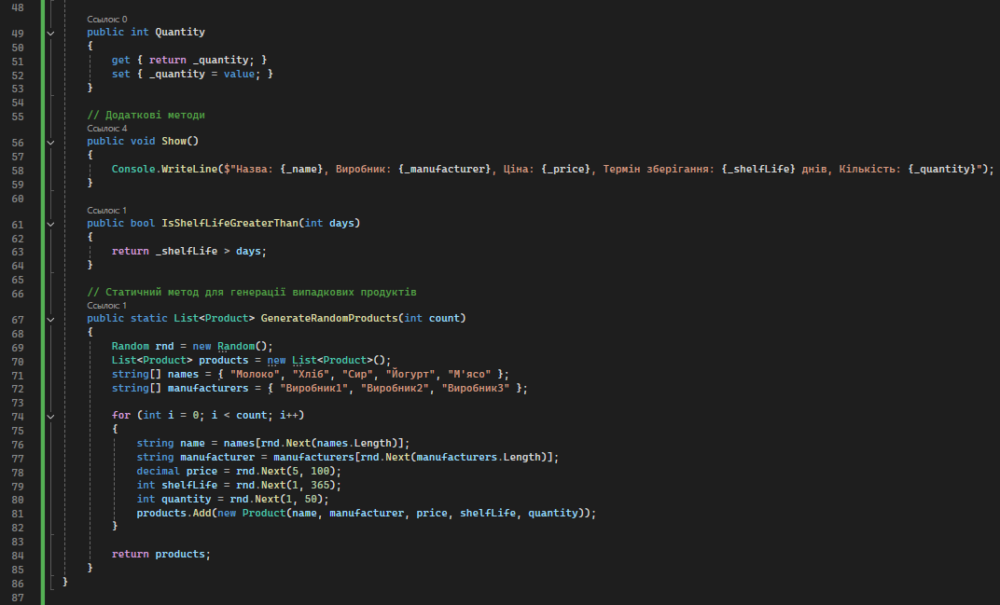 48
Ссылок: 0
49 public int Quantity
50 {
51 get { return _quantity; }
52 set { _quantity = value; }
53 }
54
55 // Додаткові методи
Ссылок: 4
56 public void Show()
57 {
58 Console.WriteLine($"Назва: {_name}, Виробник: {_manufacturer}, Ціна: {_price}, Термін зберігання: {_shelfLife} днів, Кількість: {_quantity}");
59 }
60
Ссылок: 1
61 public bool IsShelfLifeGreaterThan(int days)
62 {
63 return _shelfLife > days;
64 }
65
66 // Статичний метод для генерації випадкових продуктів
Ссылок: 1
67 public static List<Product> GenerateRandomProducts(int count)
68 {
69 Random rnd = new Random();
70 List<Product> products = new List<Product>();
71 string[] names = { "Молоко", "Хліб", "Сир", "Йогурт", "М'ясо" };
72 string[] manufacturers = { "Виробник1", "Виробник2", "Виробник3" };
73
74 for (int i = 0; i < count; i++)
75 {
76 string name = names[rnd.Next(names.Length)];
77 string manufacturer = manufacturers[rnd.Next(manufacturers.Length)];
78 decimal price = rnd.Next(5, 100);
79 int shelfLife = rnd.Next(1, 365);
80 int quantity = rnd.Next(1, 50);
81 products.Add(new Product(name, manufacturer, price, shelfLife, quantity));
82 }
83
84 return products;
85 }
86 }
87